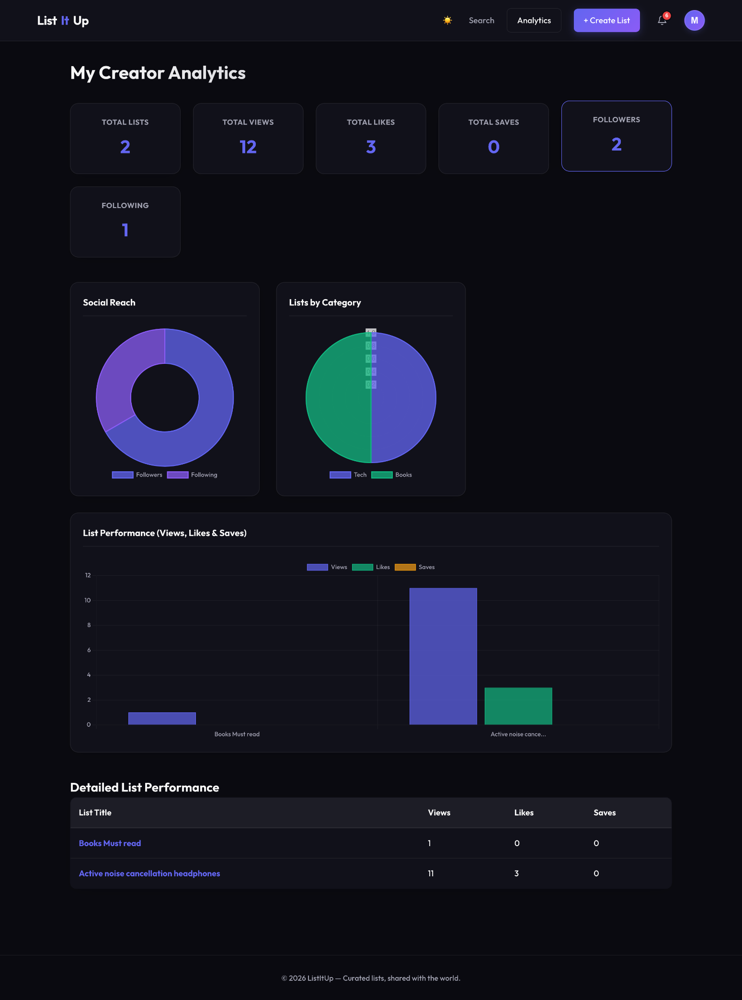 List It Up
Search
Analytics
+ Create List
6
M
My Creator Analytics
TOTAL LISTS
2
TOTAL VIEWS
12
TOTAL LIKES
3
TOTAL SAVES
0
FOLLOWERS
2
FOLLOWING
1
Social Reach
Followers
Following
Lists by Category
1.0
0.8
0.6
0.4
0.2
Tech
Books
List Performance (Views, Likes & Saves)
Views
Likes
Saves
12
10
8
6
4
2
0
Books Must read
Active noise cance...
Detailed List Performance
List Title Views Likes Saves
Books Must read 1 0 0
Active noise cancellation headphones 11 3 0
© 2026 ListItUp — Curated lists, shared with the world.